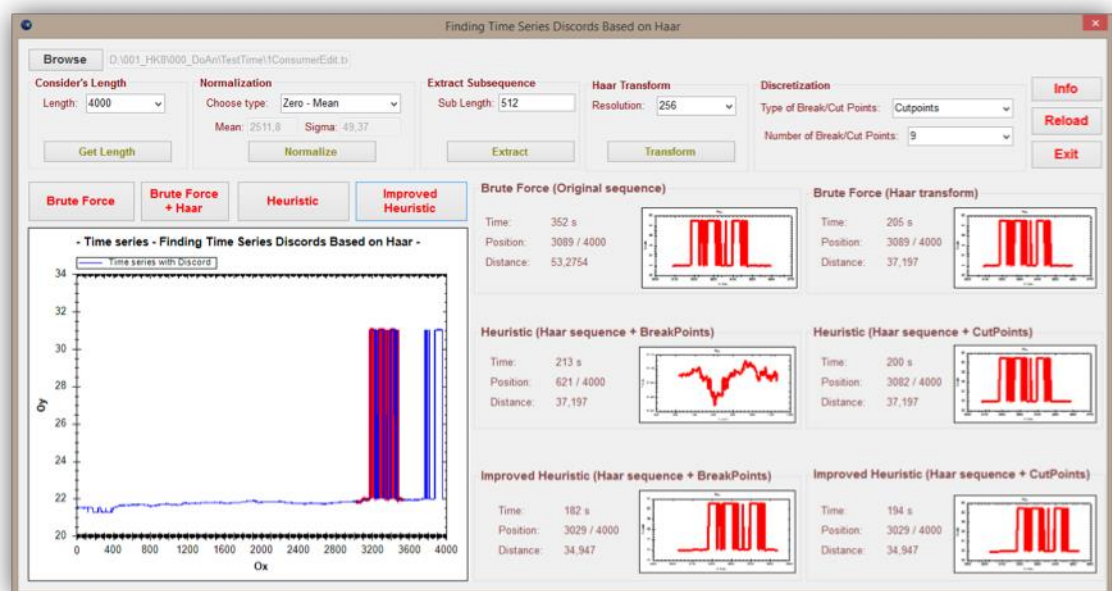 Finding Time Series Discords Based on Haar
Browse D:\001_HK8\000_DoAn\TestTime\1ConsumerEdit.t
Consider's Length
Length: 4000
Get Length
Normalization
Choose type: Zero - Mean
Mean: 2511,8 Sigma: 49,37
Normalize
Extract Subsequence
Sub Length: 512
Extract
Haar Transform
Resolution: 256
Transform
Discretization
Type of Break/Cut Points: Cutpoints
Number of Break/Cut Points: 9
Info
Reload
Exit
Brute Force
Brute Force
+ Haar
Heuristic
Improved
Heuristic
- Time series - Finding Time Series Discords Based on Haar -
Time series with Discord
34
32
30
28
26
24
22
20
Oy
0 400 800 1200 1600 2000 2400 2800 3200 3600 4000
Ox
Brute Force (Original sequence)
Time: 352 s
Position: 3089 / 4000
Distance: 53,2754
Brute Force (Haar transform)
Time: 205 s
Position: 3089 / 4000
Distance: 37,197
Heuristic (Haar sequence + BreakPoints)
Time: 213 s
Position: 621 / 4000
Distance: 37,197
Heuristic (Haar sequence + CutPoints)
Time: 200 s
Position: 3082 / 4000
Distance: 37,197
Improved Heuristic (Haar sequence + BreakPoints)
Time: 182 s
Position: 3029 / 4000
Distance: 34,947
Improved Heuristic (Haar sequence + CutPoints)
Time: 194 s
Position: 3029 / 4000
Distance: 34,947